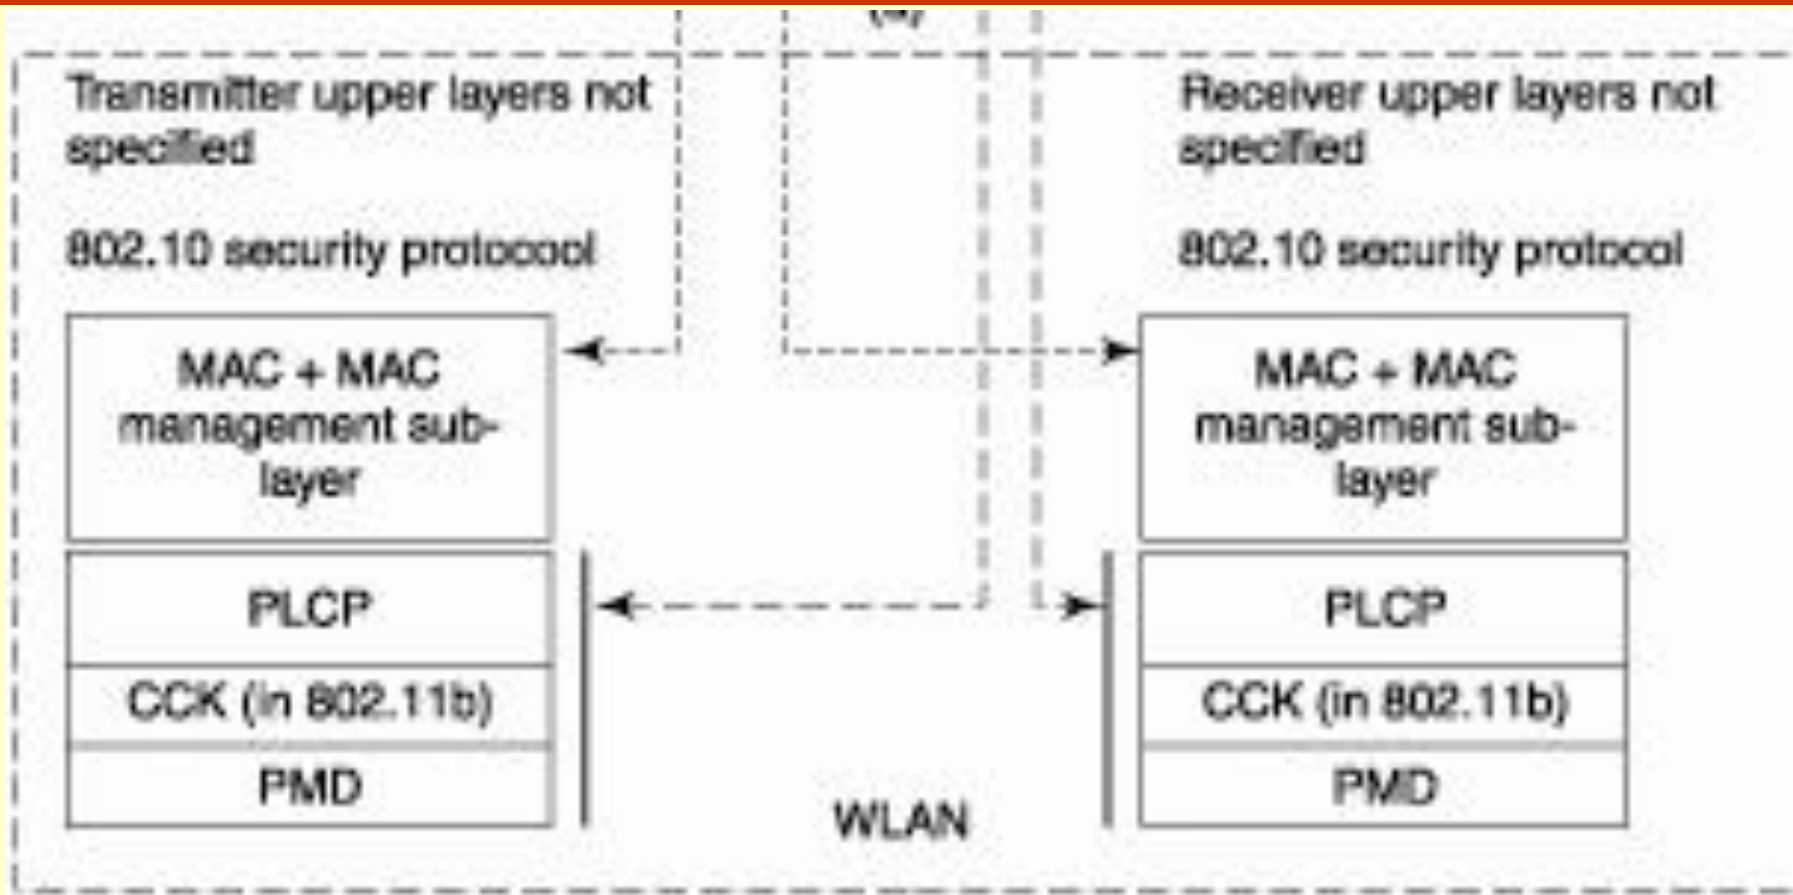 Transmitter upper layers not
specified
802.10 security protocool
MAC + MAC
management sub-
layer
PLCP
CCK (in 802.11b)
PMD
WLAN
Receiver upper layers not
specified
802.10 security protocol
MAC + MAC
management sub-
layer
PLCP
CCK (in 802.11b)
PMD